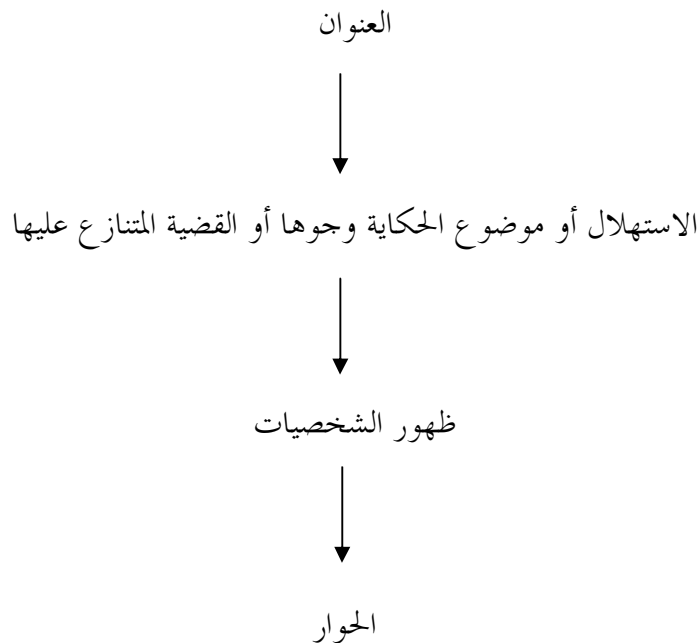 العنوان
الاستهلال أو موضوع الحكاية وجوها أو القضية المتنازع عليها
ظهور الشخصيات
الحوار